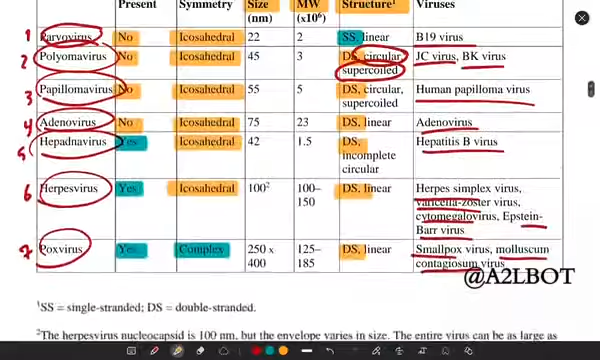 Present Symmetry Size MW Structure¹ Viruses
(nm) (x10⁶)
1 Parvovirus No Icosahedral 22 2 SS, linear B19 virus
2 Polyomavirus No Icosahedral 45 3 DS, circular, JC virus, BK virus
supercoiled
3 Papillomavirus No Icosahedral 55 5 DS, circular, Human papilloma virus
supercoiled
4 Adenovirus No Icosahedral 75 23 DS, linear Adenovirus
5 Hepadnavirus Yes Icosahedral 42 1.5 DS, Hepatitis B virus
incomplete
circular
6 Herpesvirus Yes Icosahedral 100² 100– DS, linear Herpes simplex virus,
150 varicella-zoster virus,
cytomegalovirus, Epstein-
Barr virus
7 Poxvirus Yes Complex 250 x 125– DS, linear Smallpox virus, molluscum
400 185 contagiosum virus
@A2LBOT
¹SS = single-stranded; DS = double-stranded.
²The herpesvirus nucleocapsid is 100 nm, but the envelope varies in size. The entire virus can be as large as